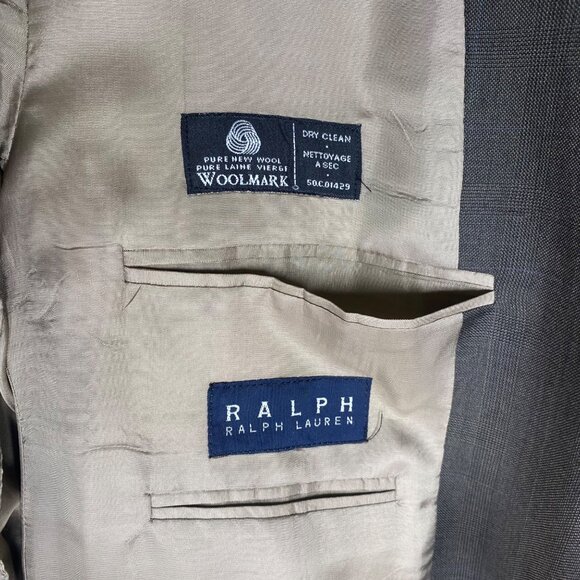 PURE NEW WOOL
PURE LAINE VIERGE
WOOLMARK
DRY CLEAN
NETTOYAGE
A SEC
50.C.01429
RALPH
RALPH LAUREN